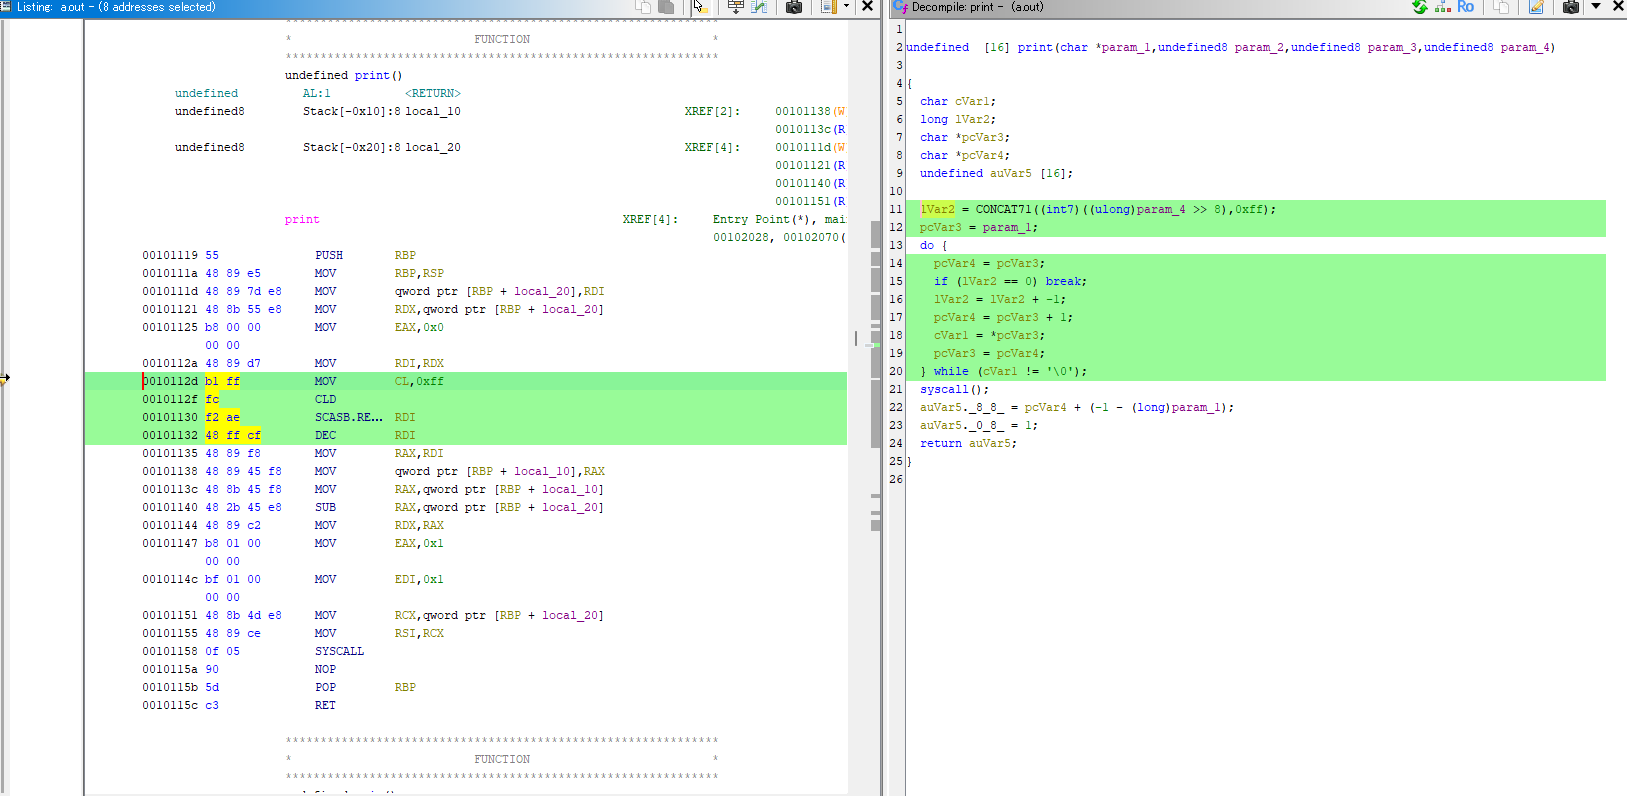 Listing: a.out - (8 addresses selected)
*************************************************************
* FUNCTION *
*************************************************************
undefined print()
undefined AL:1 <RETURN>
undefined8 Stack[-0x10]:8 local_10 XREF[2]: 00101138(W
0010113c(R
undefined8 Stack[-0x20]:8 local_20 XREF[4]: 0010111d(W
00101121(R
00101140(R
00101151(R
print XREF[4]: Entry Point(*), mai
00102028, 00102070(
00101119 55 PUSH RBP
0010111a 48 89 e5 MOV RBP,RSP
0010111d 48 89 7d e8 MOV qword ptr [RBP + local_20],RDI
00101121 48 8b 55 e8 MOV RDX,qword ptr [RBP + local_20]
00101125 b8 00 00 MOV EAX,0x0
00 00
0010112a 48 89 d7 MOV RDI,RDX
0010112d b1 ff MOV CL,0xff
0010112f fc CLD
00101130 f2 ae SCASB.RE... RDI
00101132 48 ff cf DEC RDI
00101135 48 89 f8 MOV RAX,RDI
00101138 48 89 45 f8 MOV qword ptr [RBP + local_10],RAX
0010113c 48 8b 45 f8 MOV RAX,qword ptr [RBP + local_10]
00101140 48 2b 45 e8 SUB RAX,qword ptr [RBP + local_20]
00101144 48 89 c2 MOV RDX,RAX
00101147 b8 01 00 MOV EAX,0x1
00 00
0010114c bf 01 00 MOV EDI,0x1
00 00
00101151 48 8b 4d e8 MOV RCX,qword ptr [RBP + local_20]
00101155 48 89 ce MOV RSI,RCX
00101158 0f 05 SYSCALL
0010115a 90 NOP
0010115b 5d POP RBP
0010115c c3 RET
*************************************************************
* FUNCTION *
*************************************************************
Decompile: print - (a.out)
Ro
1
2 undefined [16] print(char *param_1,undefined8 param_2,undefined8 param_3,undefined8 param_4)
3
4 {
5 char cVar1;
6 long lVar2;
7 char *pcVar3;
8 char *pcVar4;
9 undefined auVar5 [16];
10
11 lVar2 = CONCAT71((int7)((ulong)param_4 >> 8),0xff);
12 pcVar3 = param_1;
13 do {
14 pcVar4 = pcVar3;
15 if (lVar2 == 0) break;
16 lVar2 = lVar2 + -1;
17 pcVar4 = pcVar3 + 1;
18 cVar1 = *pcVar3;
19 pcVar3 = pcVar4;
20 } while (cVar1 != '\0');
21 syscall();
22 auVar5._8_8_ = pcVar4 + (-1 - (long)param_1);
23 auVar5._0_8_ = 1;
24 return auVar5;
25 }
26